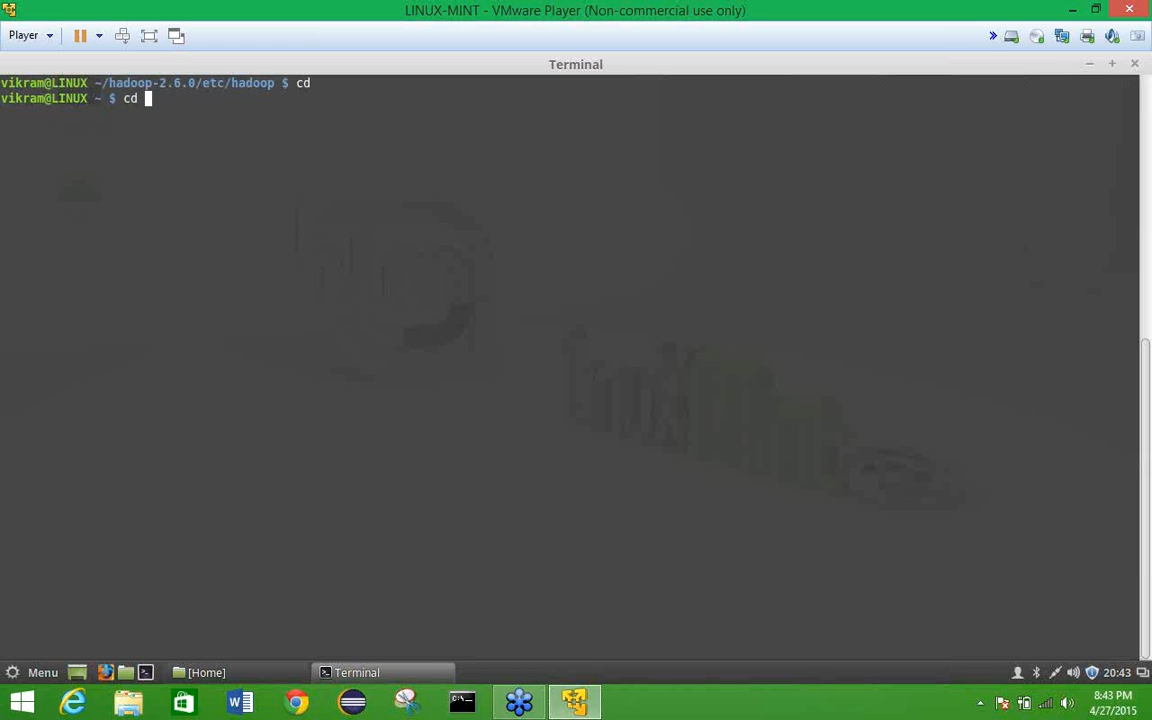 LINUX-MINT - VMware Player (Non-commercial use only)
Player
Terminal
vikram@LINUX ~/hadoop-2.6.0/etc/hadoop $ cd
vikram@LINUX ~ $ cd
Menu
[Home]
Terminal
20:43
8:43 PM
4/27/2015